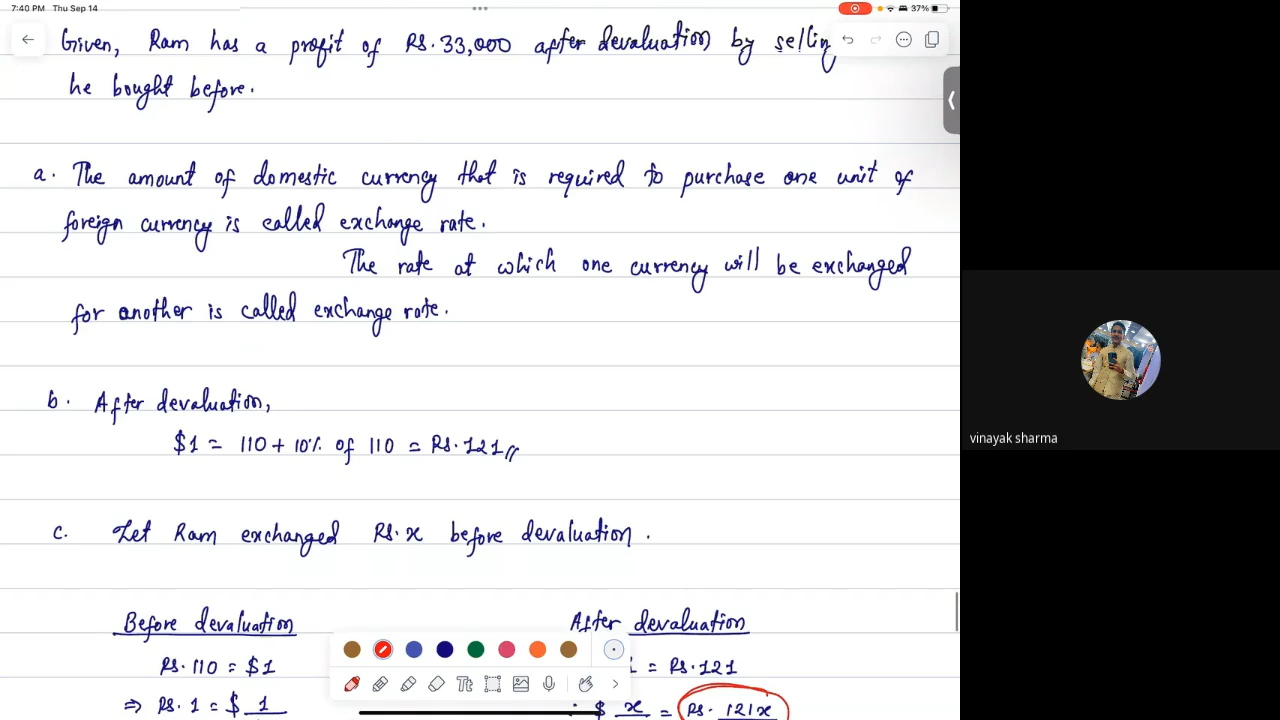 7:40 PM Thu Sep 14
37%
Given, Ram has a profit of Rs. 33,000 after devaluation by selling
he bought before.
a. The amount of domestic currency that is required to purchase one unit of
foreign currency is called exchange rate.
The rate at which one currency will be exchanged
for another is called exchange rate.
b. After devaluation,
$1 = 110 + 10% of 110 = Rs. 121 //
c. Let Ram exchanged Rs. x before devaluation.
Before devaluation
After devaluation
Rs. 110 = $1
= Rs. 121
⇒ Rs. 1 = $ 1
∴ $ x = Rs. 121x
Tt
vinayak sharma